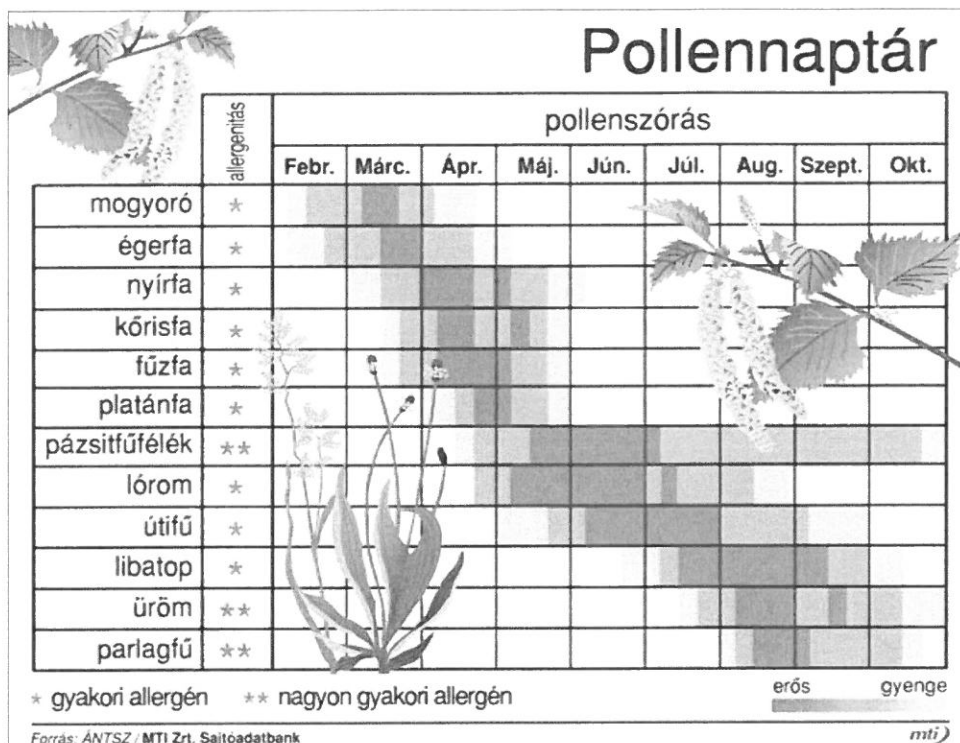 Pollennaptár
allergenitás
pollenszórás
Febr. Márc. Ápr. Máj. Jún. Júl. Aug. Szept. Okt.
mogyoró *
égerfa *
nyírfa *
kőrisfa *
fűzfa *
platánfa *
pázsitfűfélék **
lórom *
útifű *
libatop *
üröm **
parlagfű **
* gyakori allergén ** nagyon gyakori allergén
erős gyenge
Forrás: ÁNTSZ / MTI Zrt. Sajtóadatbank
mti